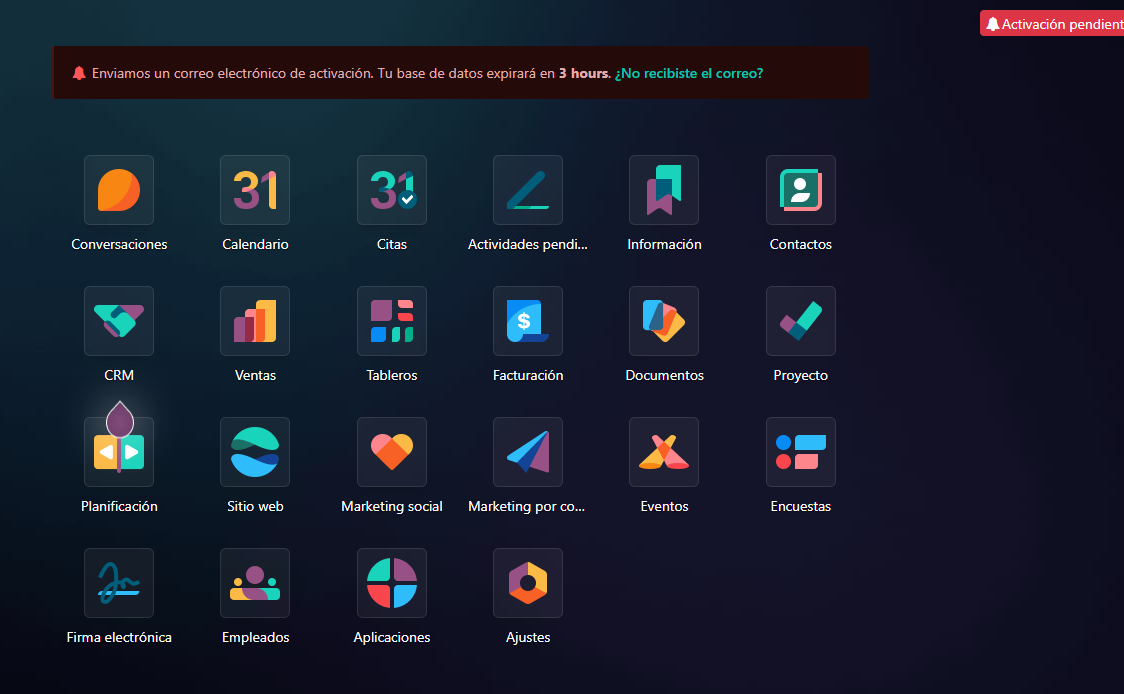 Activación pendient
Enviamos un correo electrónico de activación. Tu base de datos expirará en 3 hours. ¿No recibiste el correo?
31
31
Conversaciones
Calendario
Citas
Actividades pendi...
Información
Contactos
$
CRM
Ventas
Tableros
Facturación
Documentos
Proyecto
Planificación
Sitio web
Marketing social
Marketing por co...
Eventos
Encuestas
Firma electrónica
Empleados
Aplicaciones
Ajustes